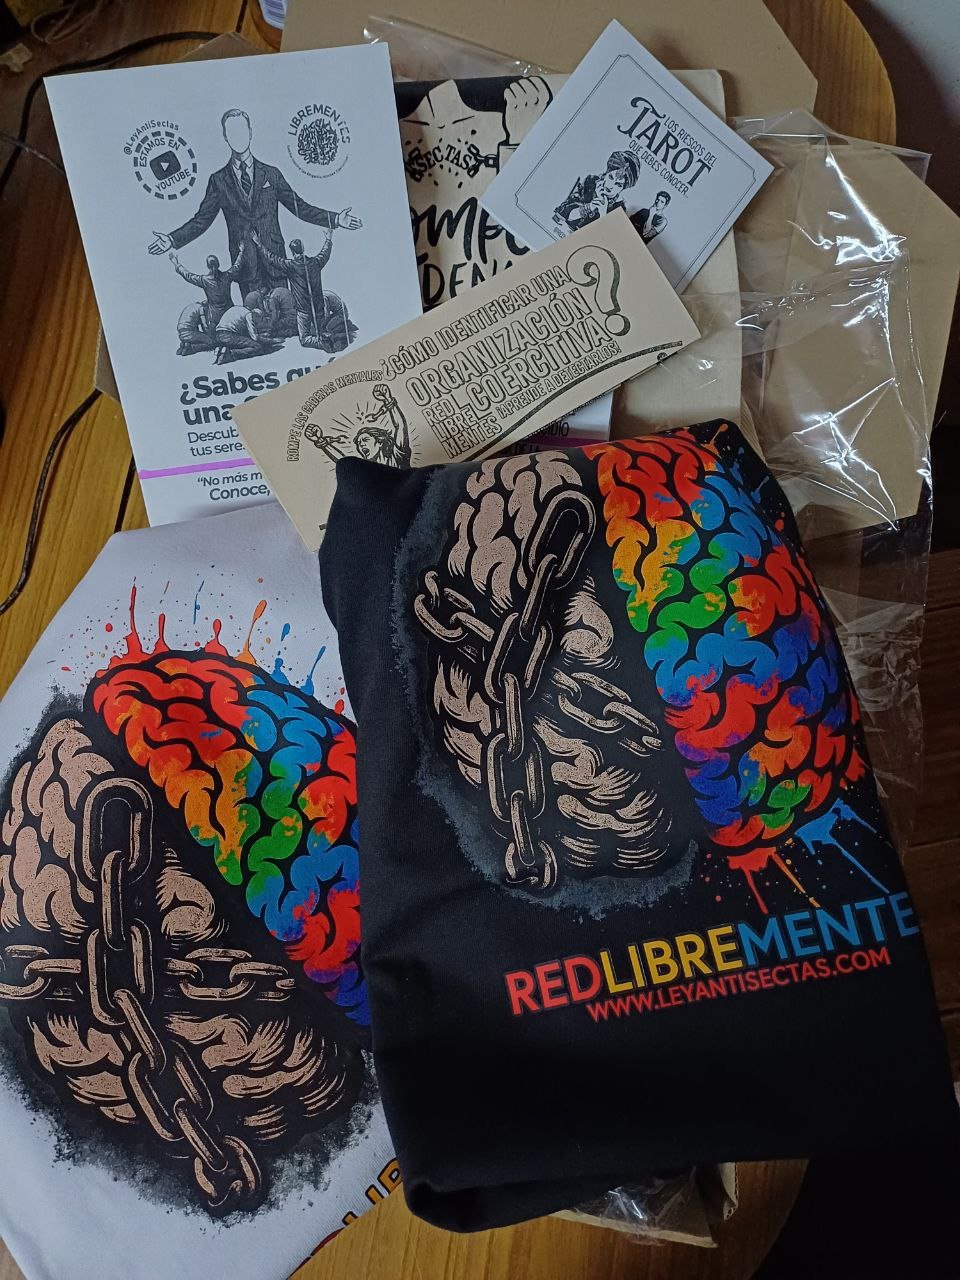 @LeyAntiSectas
ESTAMOS EN
YOUTUBE
LIBREMENTES
¿Sabes qu
una
Descub
tus sere
"No más m
Conoce,
SECTAS
LOS RIESGOS DEL
TAROT
QUE DEBES CONOCER...
ROMPE LAS CADENAS MENTALES
¿CÓMO IDENTIFICAR UNA
ORGANIZACIÓN
COERCITIVA?
¡APRENDE A DETECTARLOS!
RED
LIBRE
MENTES
REDLIBREMENTE
WWW.LEYANTISECTAS.COM